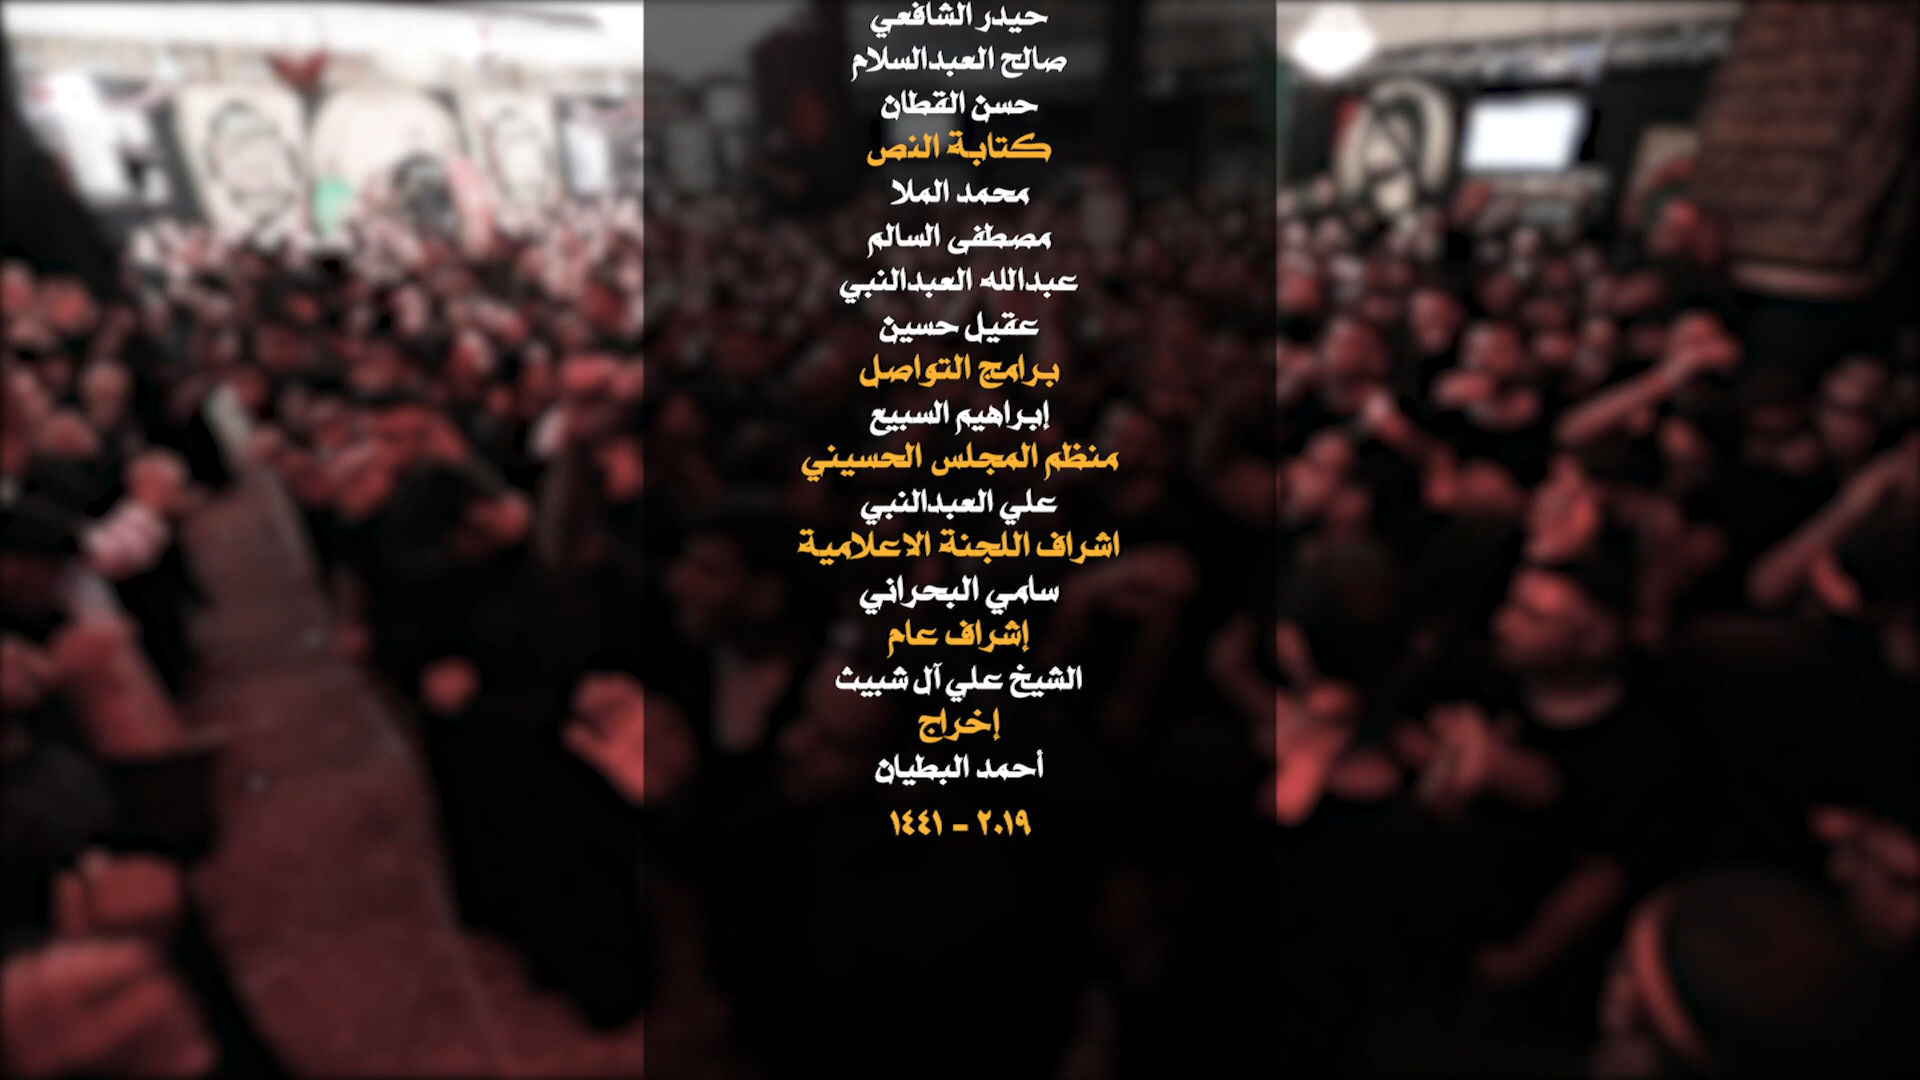 حيدر الشافعي
صالح العبدالسلام
حسن القطان
كتابة النص
محمد الملا
مصطفى السالم
عبدالله العبدالنبي
عقيل حسين
برامج التواصل
إبراهيم السبيع
منظم المجلس الحسيني
علي العبدالنبي
اشراف اللجنة الاعلامية
سامي البحراني
إشراف عام
الشيخ علي آل شبيث
إخراج
أحمد البطيان
٢٠١٩ - ١٤٤١